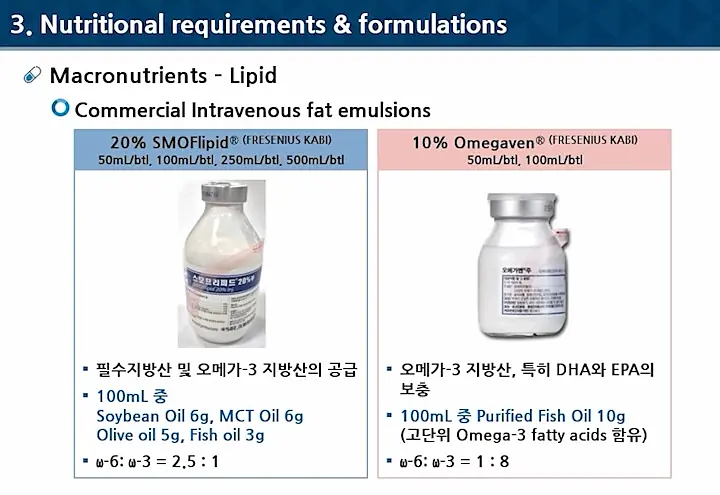 3. Nutritional requirements & formulations
Macronutrients - Lipid
Commercial Intravenous fat emulsions
20% SMOFlipid® (FRESENIUS KABI)
50mL/btl, 100mL/btl, 250mL/btl, 500mL/btl
10% Omegaven® (FRESENIUS KABI)
50mL/btl, 100mL/btl
스모프리피드 20%주
오메가벤®주
▪ 필수지방산 및 오메가-3 지방산의 공급
▪ 100mL 중
Soybean Oil 6g, MCT Oil 6g
Olive oil 5g, Fish oil 3g
▪ ω-6: ω-3 = 2.5 : 1
▪ 오메가-3 지방산, 특히 DHA와 EPA의
보충
▪ 100mL 중 Purified Fish Oil 10g
(고단위 Omega-3 fatty acids 함유)
▪ ω-6: ω-3 = 1 : 8